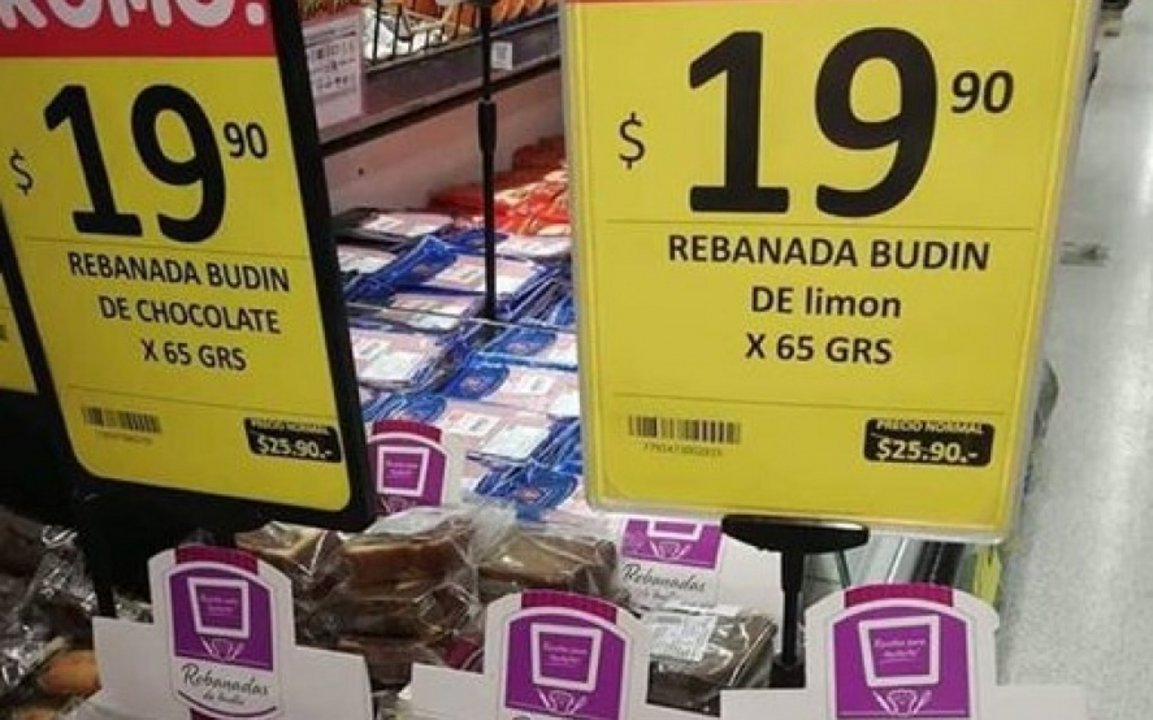 $ 19 90
REBANADA BUDIN
DE CHOCOLATE
X 65 GRS
PRECIO NORMAL
$25.90.-
$ 19 90
REBANADA BUDIN
DE limon
X 65 GRS
PRECIO NORMAL
$25.90.-
Rebanadas
Rebanadas